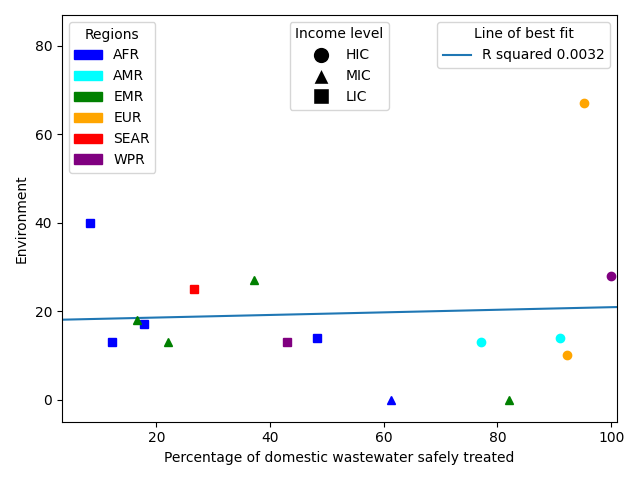 Regions
AFR
AMR
EMR
EUR
SEAR
WPR
Income level
HIC
MIC
LIC
Line of best fit
R squared 0.0032
Environment
80
60
40
20
0
20
40
60
80
100
Percentage of domestic wastewater safely treated